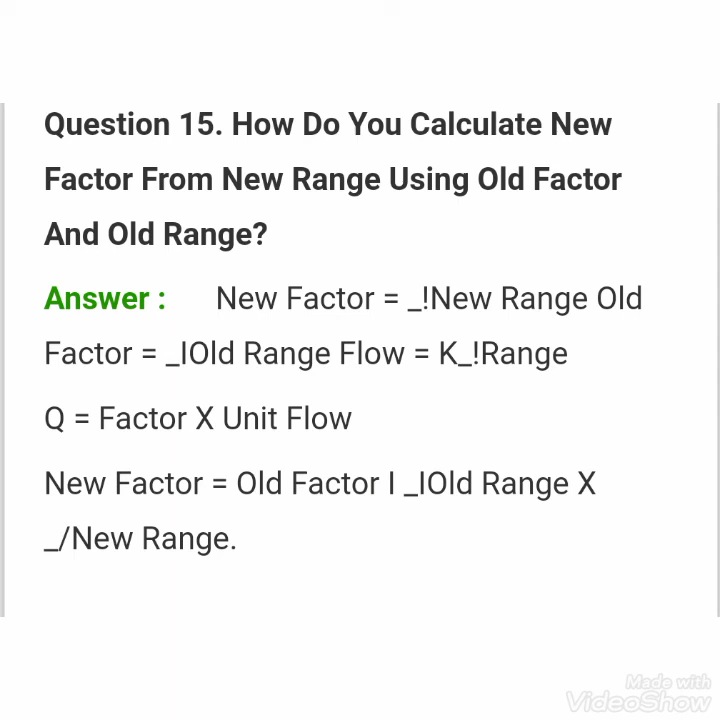 Question 15. How Do You Calculate New
Factor From New Range Using Old Factor
And Old Range?
Answer : New Factor = _!New Range Old
Factor = _IOld Range Flow = K_!Range
Q = Factor X Unit Flow
New Factor = Old Factor I _IOld Range X
_/New Range.
Made with
VideoShow